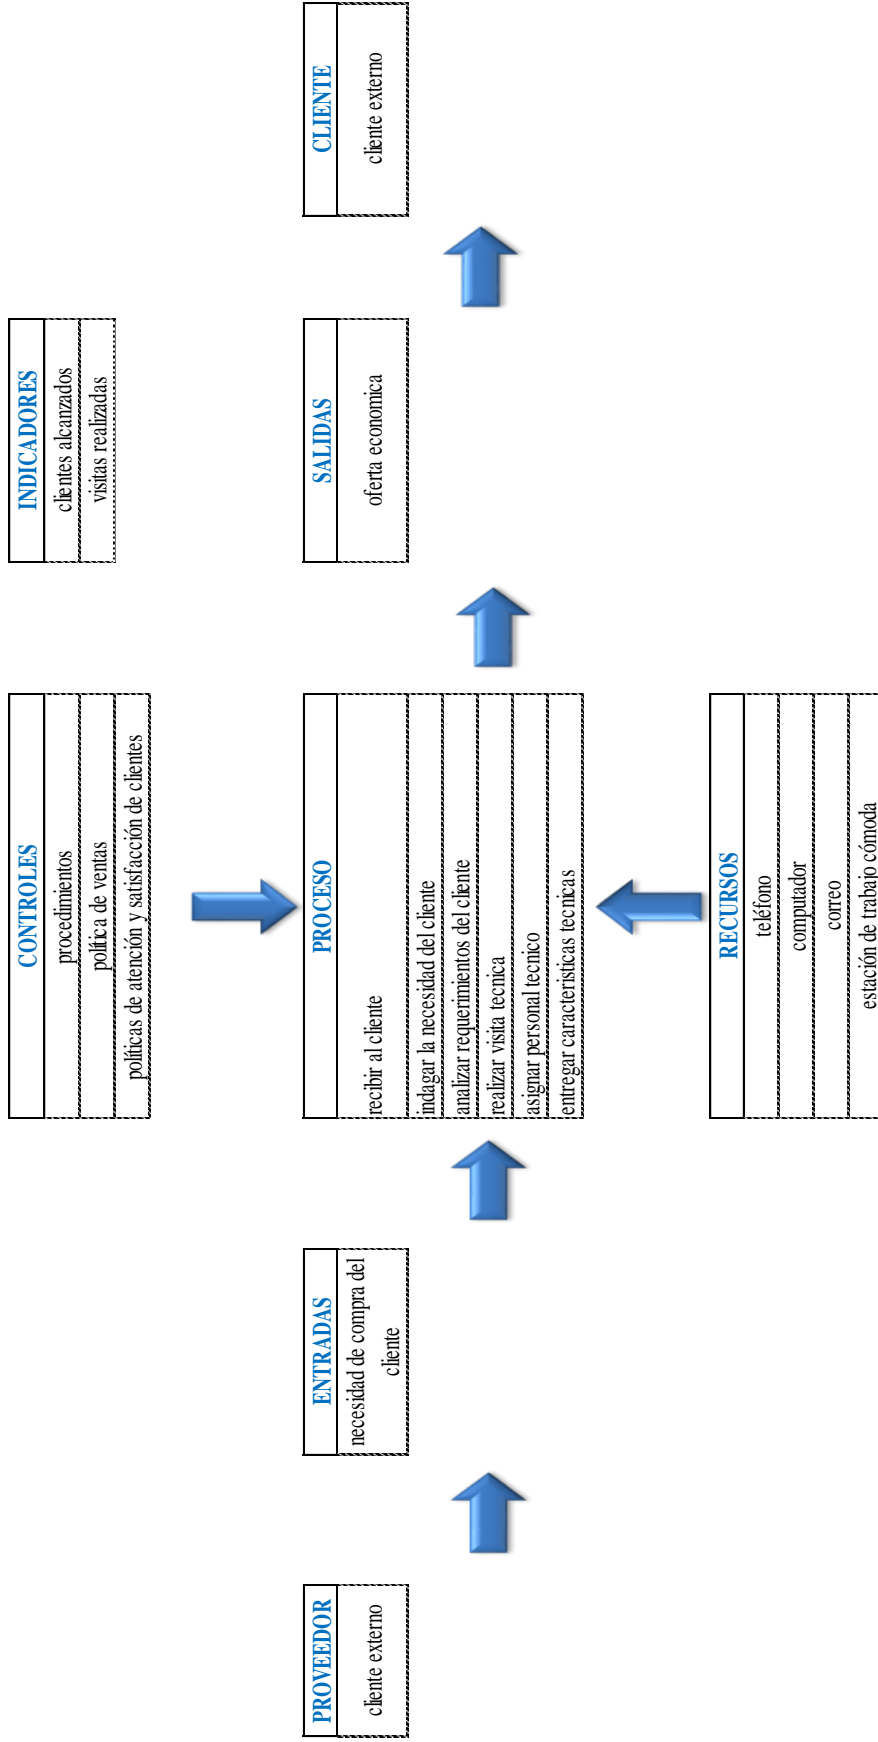 CONTROLES
procedimientos
política de ventas
políticas de atención y satisfacción de clientes
INDICADORES
clientes alcanzados
visitas realizadas
PROVEEDOR
cliente externo
ENTRADAS
necesidad de compra del
cliente
PROCESO
recibir al cliente
indagar la necesidad del cliente
analizar requerimientos del cliente
realizar visita tecnica
asignar personal tecnico
entregar caracteristicas tecnicas
SALIDAS
oferta economica
CLIENTE
cliente externo
RECURSOS
teléfono
computador
correo
estación de trabajo cómoda